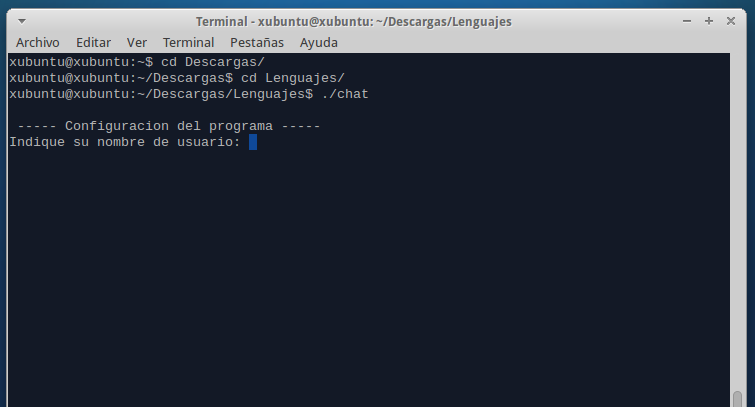 Terminal - xubuntu@xubuntu: ~/Descargas/Lenguajes
Archivo Editar Ver Terminal Pestañas Ayuda
xubuntu@xubuntu:~$ cd Descargas/
xubuntu@xubuntu:~/Descargas$ cd Lenguajes/
xubuntu@xubuntu:~/Descargas/Lenguajes$ ./chat
----- Configuracion del programa -----
Indique su nombre de usuario: